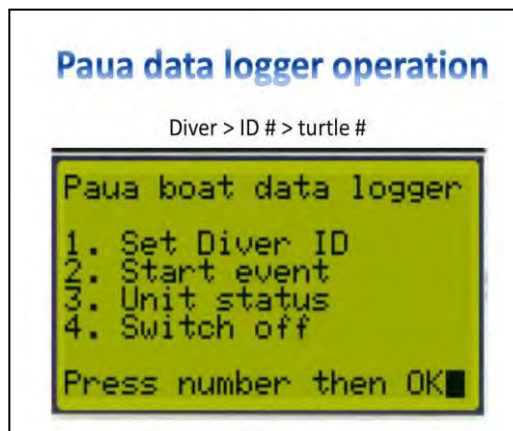 Paua data logger operation
Diver > ID # > turtle #
Paua boat data logger
1. Set Diver ID
2. Start event
3. Unit status
4. Switch off
Press number then OK